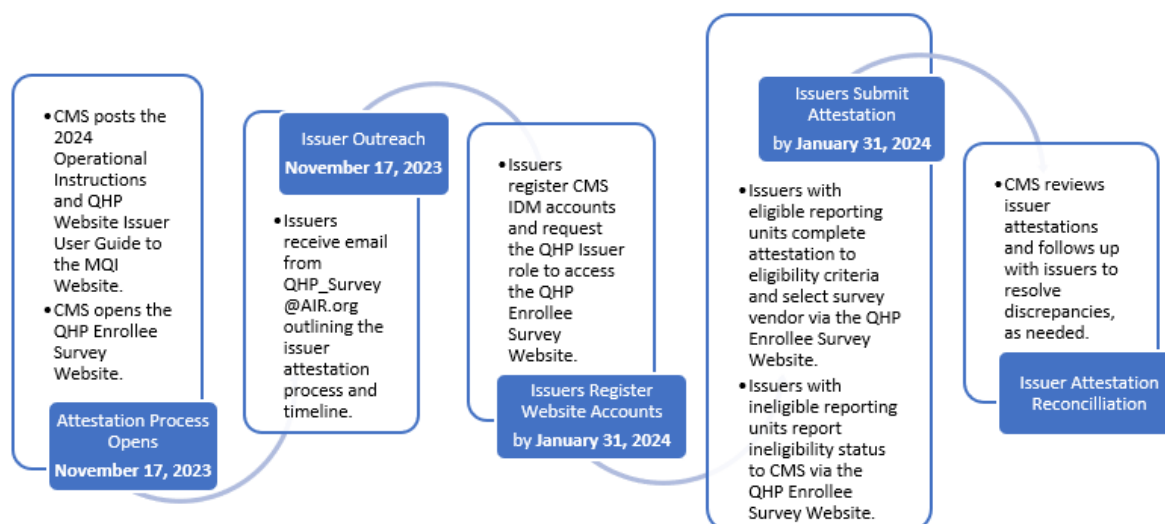 •CMS posts the
2024
Operational
Instructions
and QHP
Website Issuer
User Guide to
the MQI
Website.
•CMS opens the
QHP Enrollee
Survey
Website.
Attestation Process
Opens
November 17, 2023
Issuer Outreach
November 17, 2023
•Issuers
receive email
from
QHP_Survey
@AIR.org
outlining the
issuer
attestation
process and
timeline.
•Issuers
register CMS
IDM accounts
and request
the QHP Issuer
role to access
the QHP
Enrollee
Survey
Website.
Issuers Register
Website Accounts
by January 31, 2024
Issuers Submit
Attestation
by January 31, 2024
•Issuers with
eligible reporting
units complete
attestation to
eligibility criteria
and select survey
vendor via the QHP
Enrollee Survey
Website.
•Issuers with
ineligible reporting
units report
ineligibility status
to CMS via the
QHP Enrollee
Survey Website.
•CMS reviews
issuer
attestations
and follows up
with issuers to
resolve
discrepancies,
as needed.
Issuer Attestation
Reconcilliation